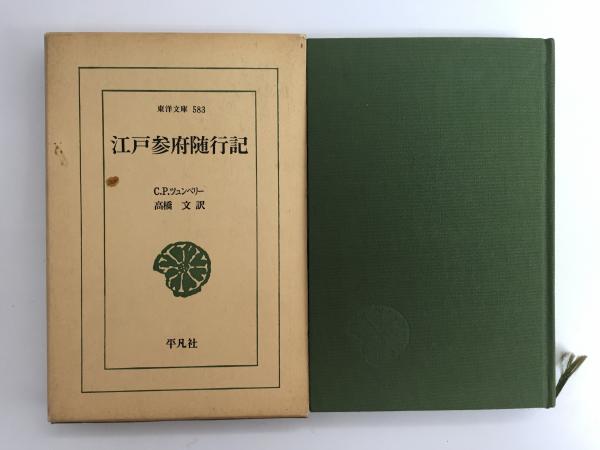 東洋文庫 583
江戸参府随行記
C.P.ツュンベリー
高橋 文 訳
平凡社